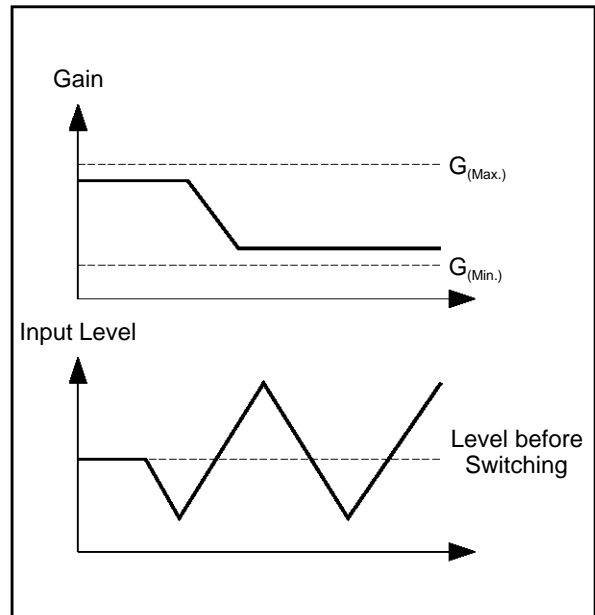 Gain
G(Max.)
G(Min.)
Input Level
Level before
Switching